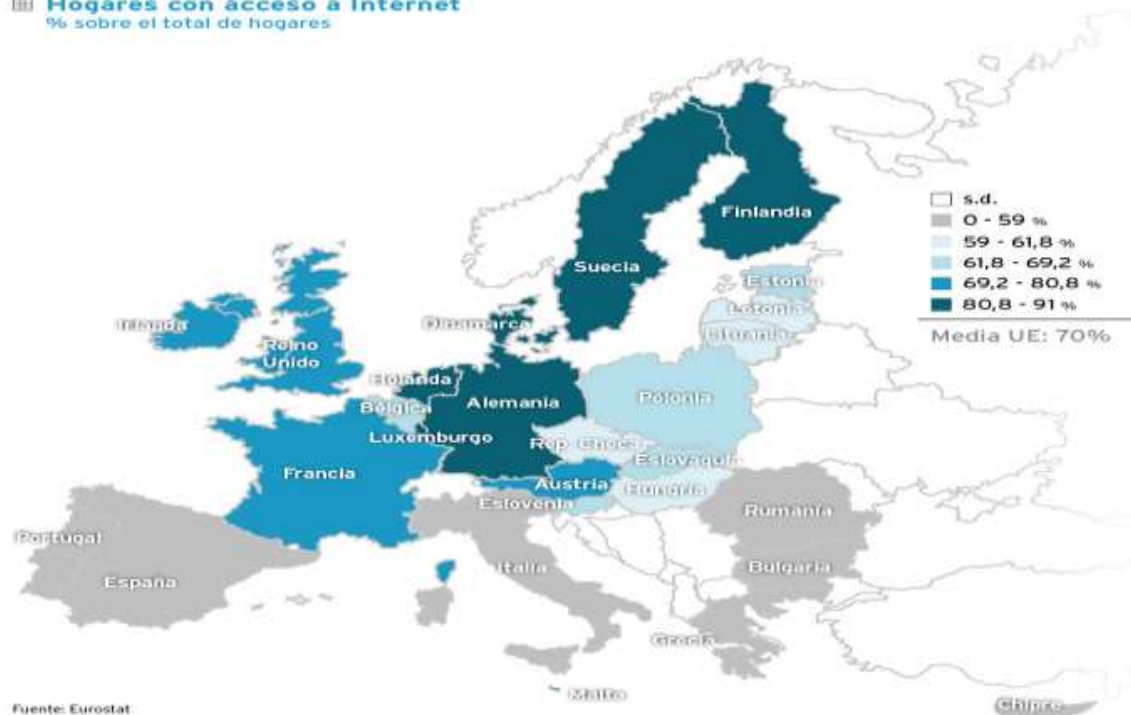 Hogares con acceso a Internet
% sobre el total de hogares
s.d.
0 - 59 %
59 - 61,8 %
61,8 - 69,2 %
69,2 - 80,8 %
80,8 - 91 %
Media UE: 70%
Finlandia
Suecia
Estonia
Letonia
Lituania
Irlanda
Dinamarca
Reino
Unido
Holanda
Bélgica
Alemania
Polonia
Luxemburgo
Rep. Checa
Eslovaquia
Francia
Austria
Hungría
Eslovenia
Rumanía
Portugal
España
Italia
Bulgaria
Grecia
Malta
Chipre
Fuente: Eurostat